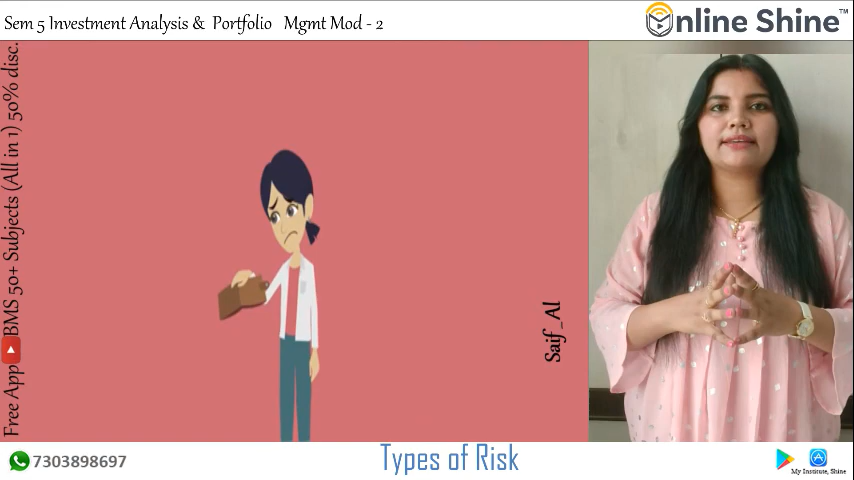 Sem 5 Investment Analysis & Portfolio Mgmt Mod - 2
Online Shine™
Free App BMS 50+ Subjects (All in 1) 50% disc.
Saif_Al
7303898697
Types of Risk
My Institute, Shine